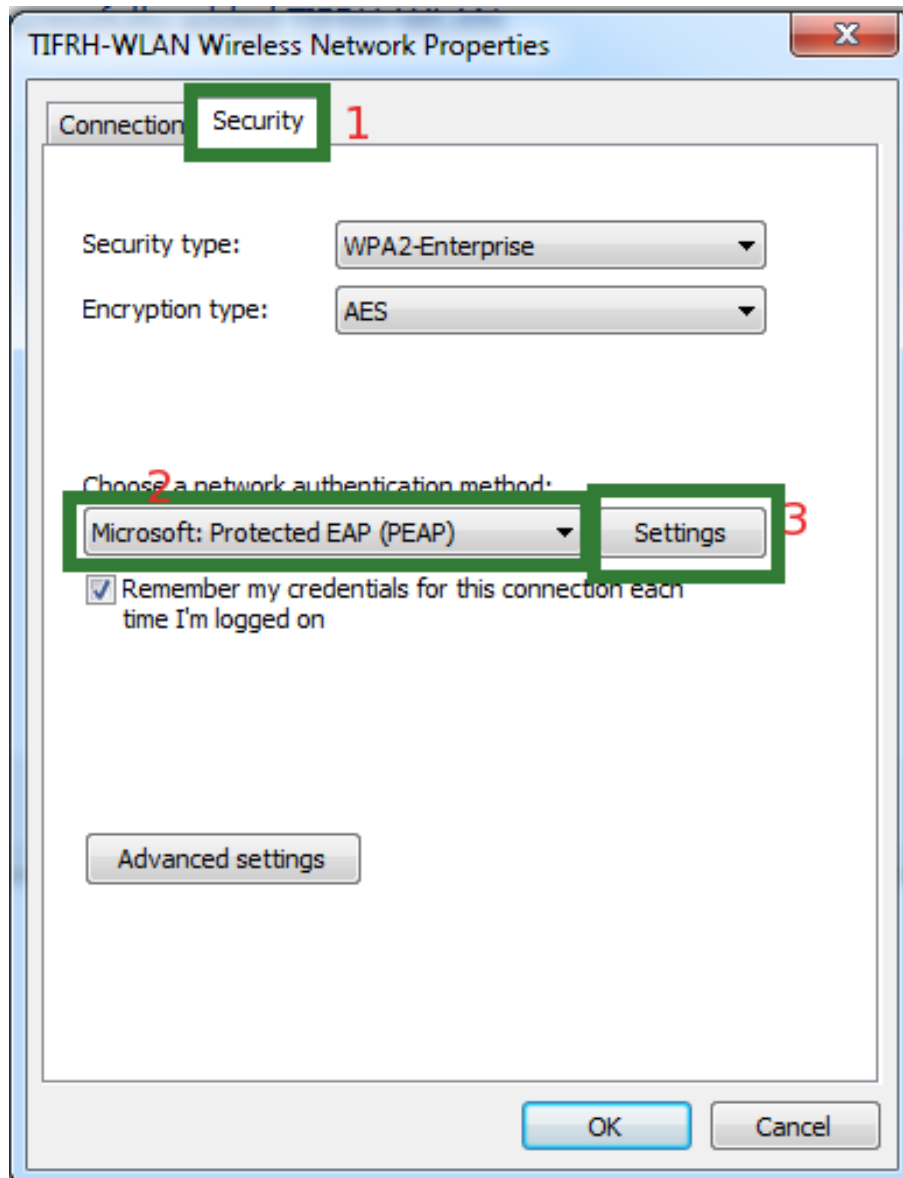 TIFRH-WLAN Wireless Network Properties
Connection Security 1
Security type: WPA2-Enterprise
Encryption type: AES
Choose a network authentication method:
2
Microsoft: Protected EAP (PEAP) Settings 3
Remember my credentials for this connection each
time I'm logged on
Advanced settings
OK Cancel